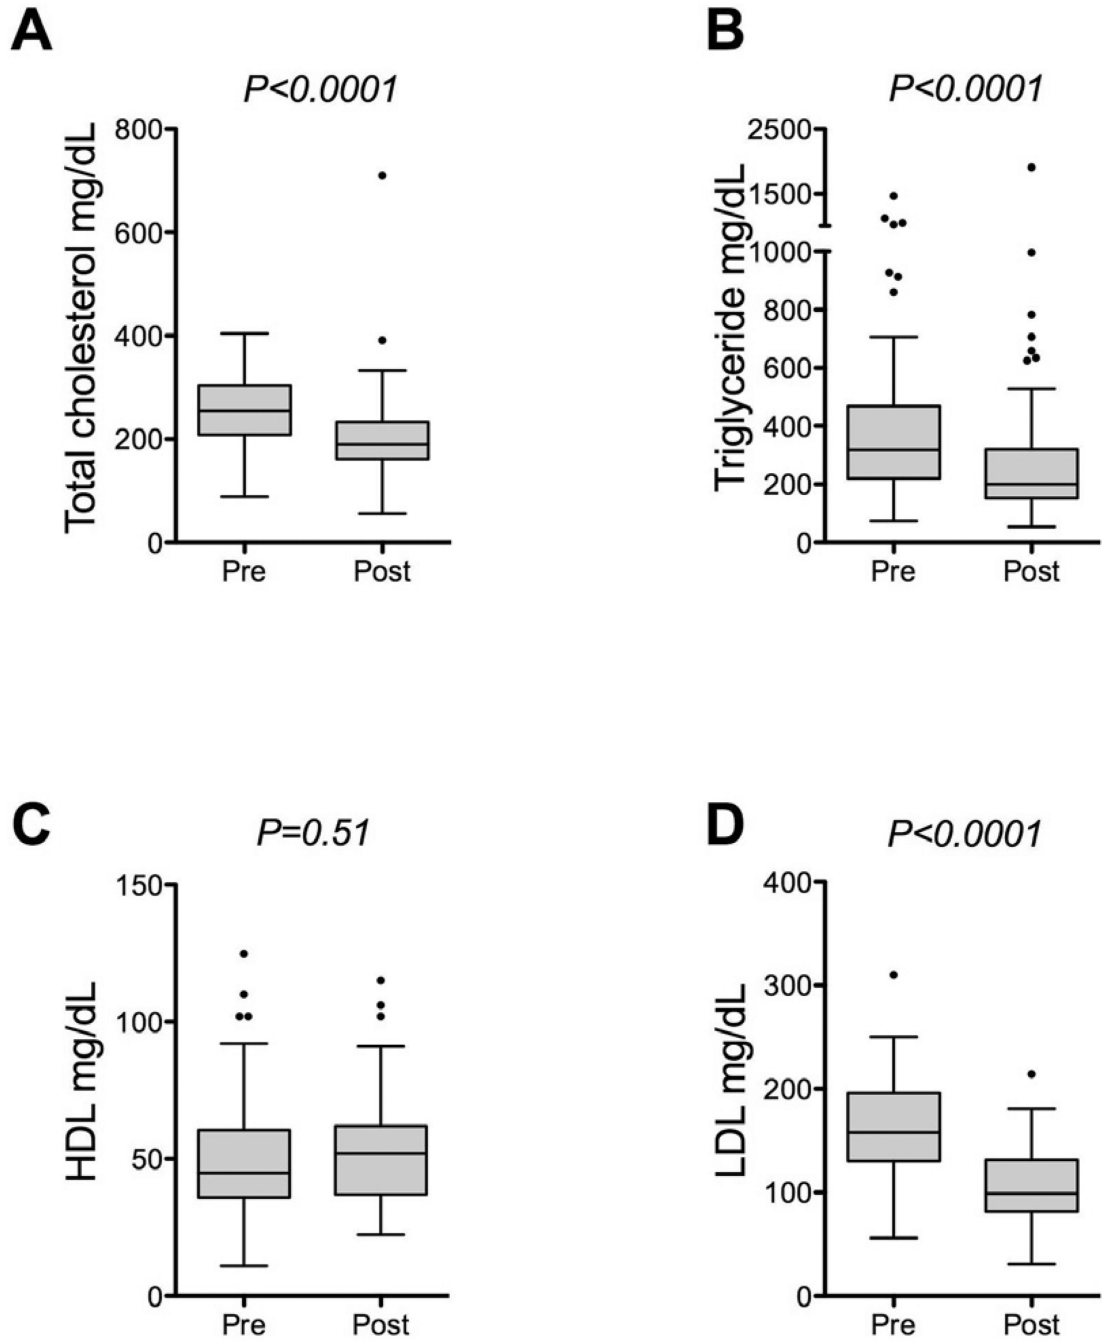 A
P<0.0001
Total cholesterol mg/dL
800
600
400
200
0
Pre Post
B
P<0.0001
Triglyceride mg/dL
2500
1500
1000
800
600
400
200
0
Pre Post
C
P=0.51
HDL mg/dL
150
100
50
0
Pre Post
D
P<0.0001
LDL mg/dL
400
300
200
100
0
Pre Post